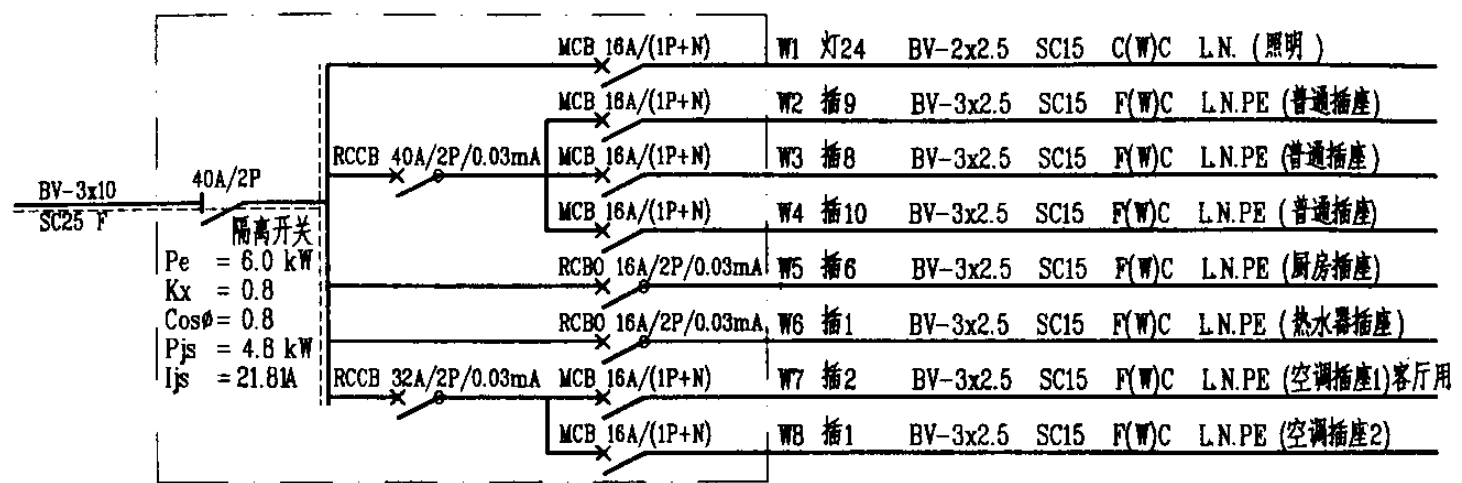 MCB 16A/(1P+N) W1 灯24 BV-2x2.5 SC15 C(W)C L.N. (照明)
MCB 16A/(1P+N) W2 插9 BV-3x2.5 SC15 F(W)C L.N.PE (普通插座)
RCCB 40A/2P/0.03mA MCB 16A/(1P+N) W3 插8 BV-3x2.5 SC15 F(W)C L.N.PE (普通插座)
BV-3x10 40A/2P
MCB 16A/(1P+N) W4 插10 BV-3x2.5 SC15 F(W)C L.N.PE (普通插座)
SC25 F 隔离开关
Pe = 6.0 kW RCBO 16A/2P/0.03mA W5 插6 BV-3x2.5 SC15 F(W)C L.N.PE (厨房插座)
Kx = 0.8
Cosø = 0.8 RCBO 16A/2P/0.03mA W6 插1 BV-3x2.5 SC15 F(W)C L.N.PE (热水器插座)
Pjs = 4.8 kW
Ijs = 21.81A RCCB 32A/2P/0.03mA MCB 16A/(1P+N) W7 插2 BV-3x2.5 SC15 F(W)C L.N.PE (空调插座1)客厅用
MCB 16A/(1P+N) W8 插1 BV-3x2.5 SC15 F(W)C L.N.PE (空调插座2)